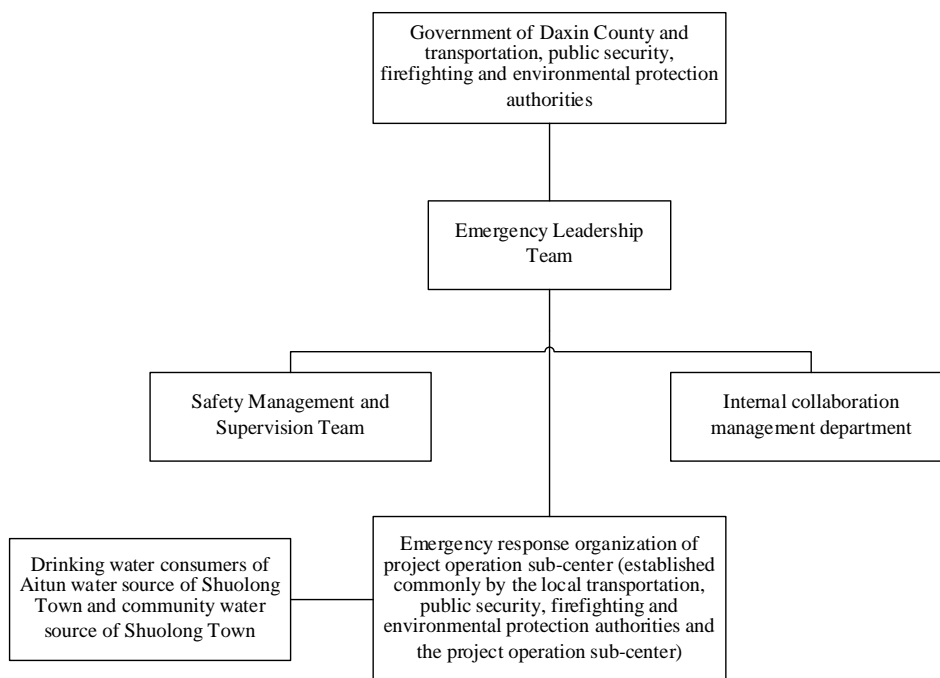 Government of Daxin County and
transportation, public security,
firefighting and environmental protection
authorities
Emergency Leadership
Team
Safety Management and
Supervision Team
Internal collaboration
management department
Drinking water consumers of
Aitun water source of Shuolong
Town and community water
source of Shuolong Town
Emergency response organization of
project operation sub-center (established
commonly by the local transportation,
public security, firefighting and
environmental protection authorities and
the project operation sub-center)